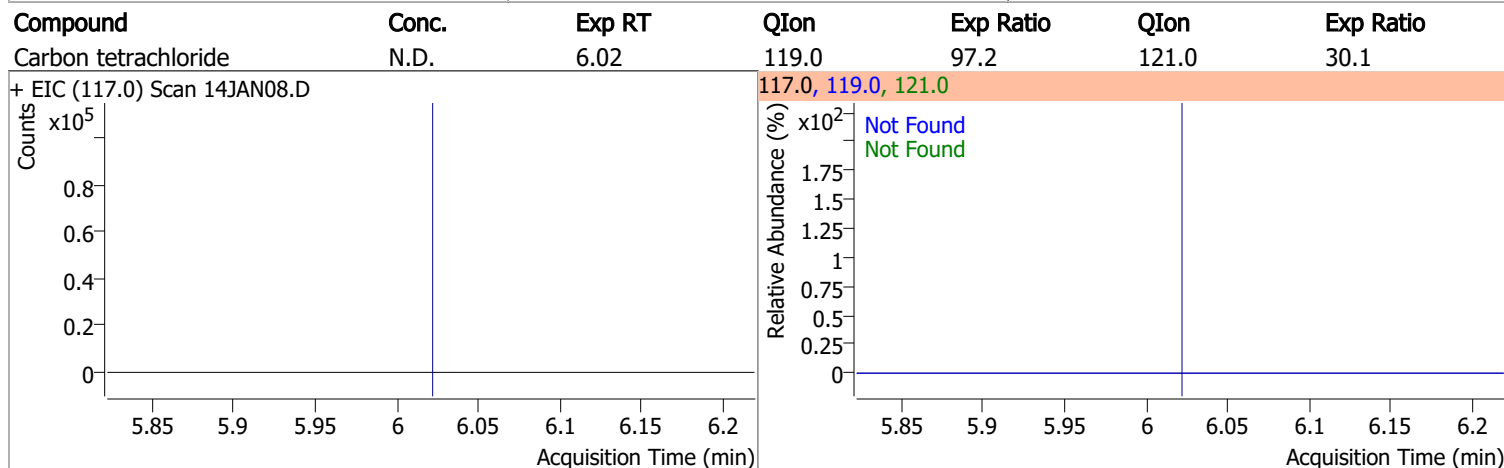 Compound Conc. Exp RT QIon Exp Ratio QIon Exp Ratio
Carbon tetrachloride N.D. 6.02 119.0 97.2 121.0 30.1
+ EIC (117.0) Scan 14JAN08.D
Counts
x10⁵
0.8
0.6
0.4
0.2
0
5.85 5.9 5.95 6 6.05 6.1 6.15 6.2
Acquisition Time (min)
117.0, 119.0, 121.0
Relative Abundance (%)
x10²
Not Found
Not Found
1.75
1.5
1.25
1
0.75
0.5
0.25
0
5.85 5.9 5.95 6 6.05 6.1 6.15 6.2
Acquisition Time (min)